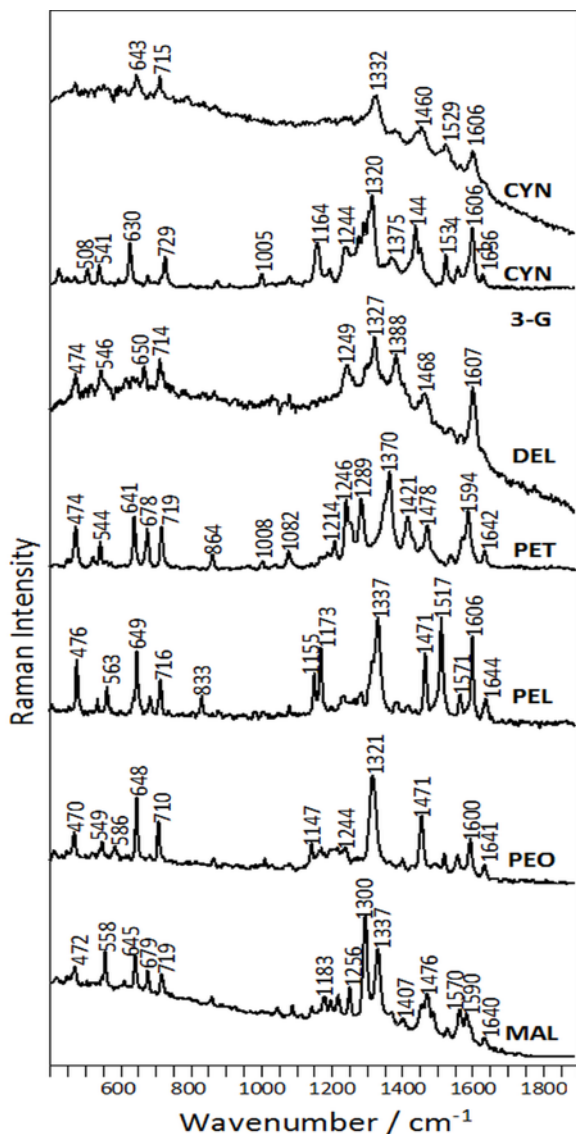 643 715 1332 1460 1529 1606
CYN
508 541 630 729 1005 1164 1244 1320 1375 144 1534 1606 1636
CYN
3-G
474 546 650 714 1249 1327 1388 1468 1607
DEL
474 544 641 678 719 864 1008 1082 1214 1246 1289 1370 1421 1478 1594 1642
PET
476 563 649 716 833 1155 1173 1337 1471 1517 1606 1571 1644
PEL
470 549 586 648 710 1147 1244 1321 1471 1600 1641
PEO
472 558 645 679 719 1183 1256 1300 1337 1407 1476 1570 1590 1640
MAL
Raman Intensity
600 800 1000 1200 1400 1600 1800
Wavenumber / cm⁻¹